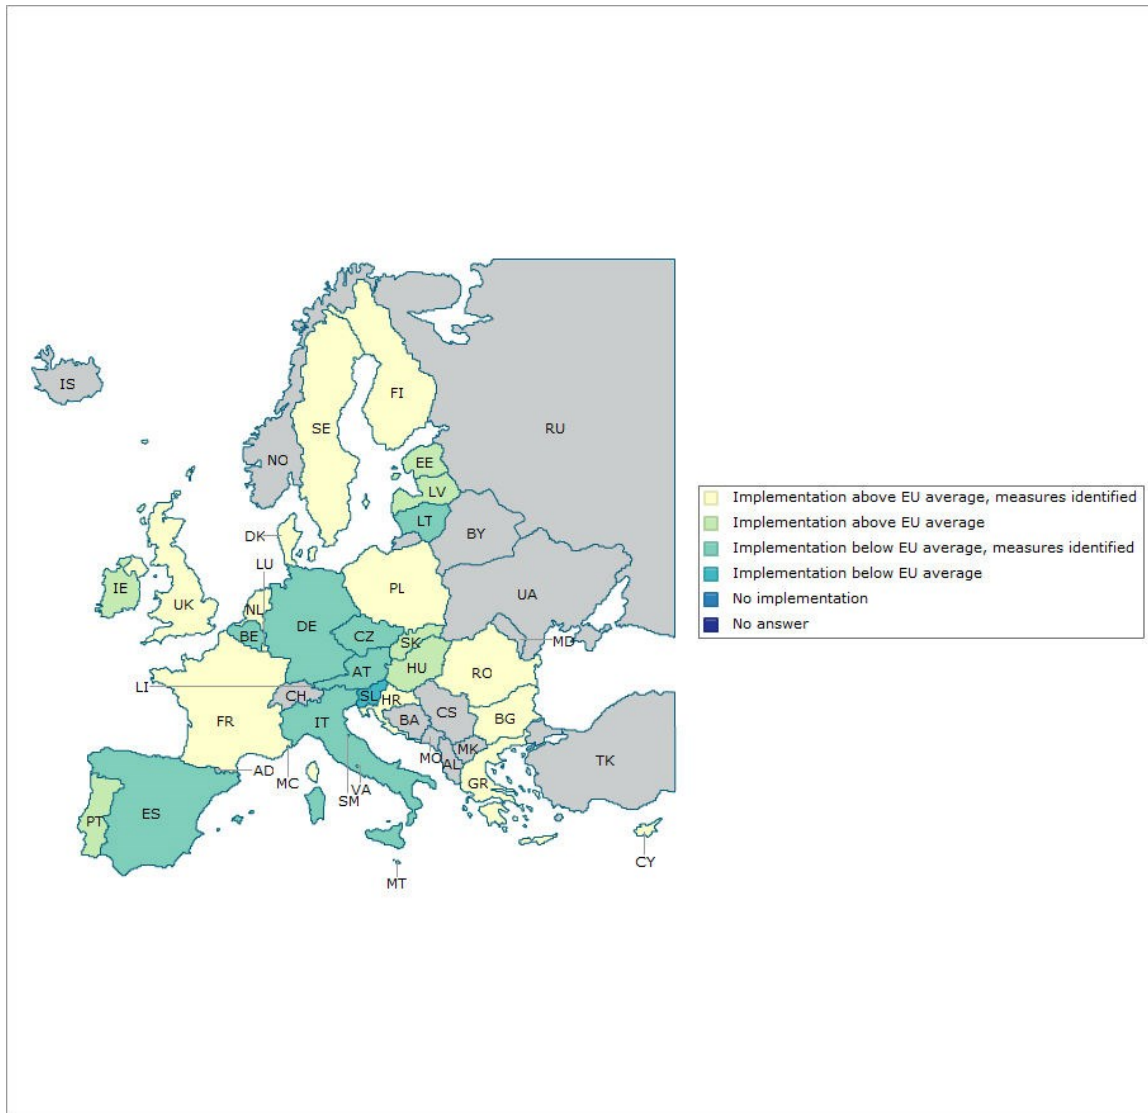 IS
FI
SE
RU
NO
EE
LV
LT
DK
BY
LU
IE
PL
UA
UK
NL
DE
BE
CZ
SK
MD
AT
HU
RO
LI
CH
SL
HR
CS
FR
IT
BA
BG
MO
MK
AL
TK
AD
MC
VA
SM
GR
ES
PT
CY
MT
Implementation above EU average, measures identified
Implementation above EU average
Implementation below EU average, measures identified
Implementation below EU average
No implementation
No answer